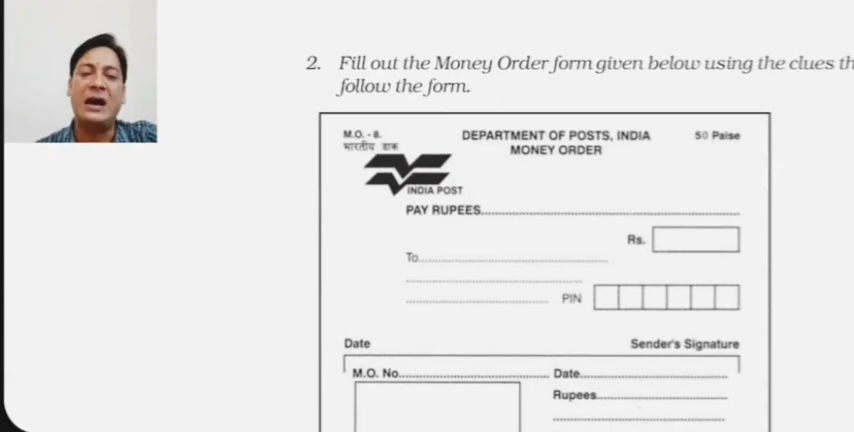 2. Fill out the Money Order form given below using the clues th
follow the form.
M.O. - 8.
भारतीय डाक
DEPARTMENT OF POSTS, INDIA
MONEY ORDER
50 Paise
INDIA POST
PAY RUPEES
Rs.
To
PIN
Date
Sender's Signature
M.O. No.
Date
Rupees